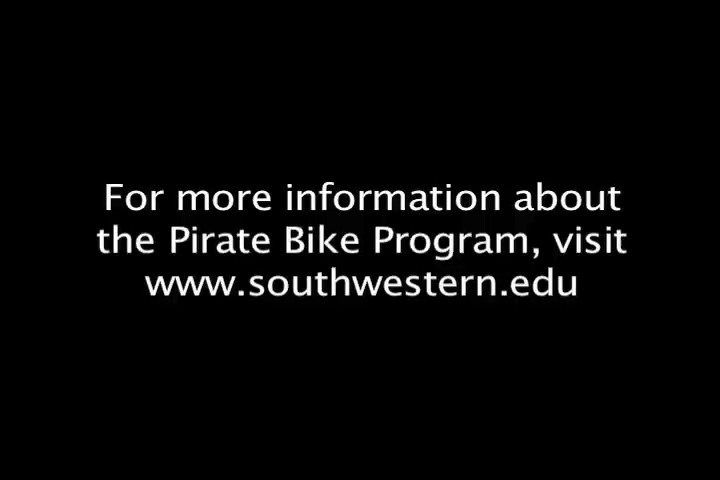 For more information about
the Pirate Bike Program, visit
www.southwestern.edu